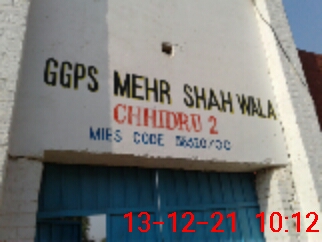 GGPS MEHR SHAH WALA
CHHIDRU 2
MIES CODE
13-12-21 10:12